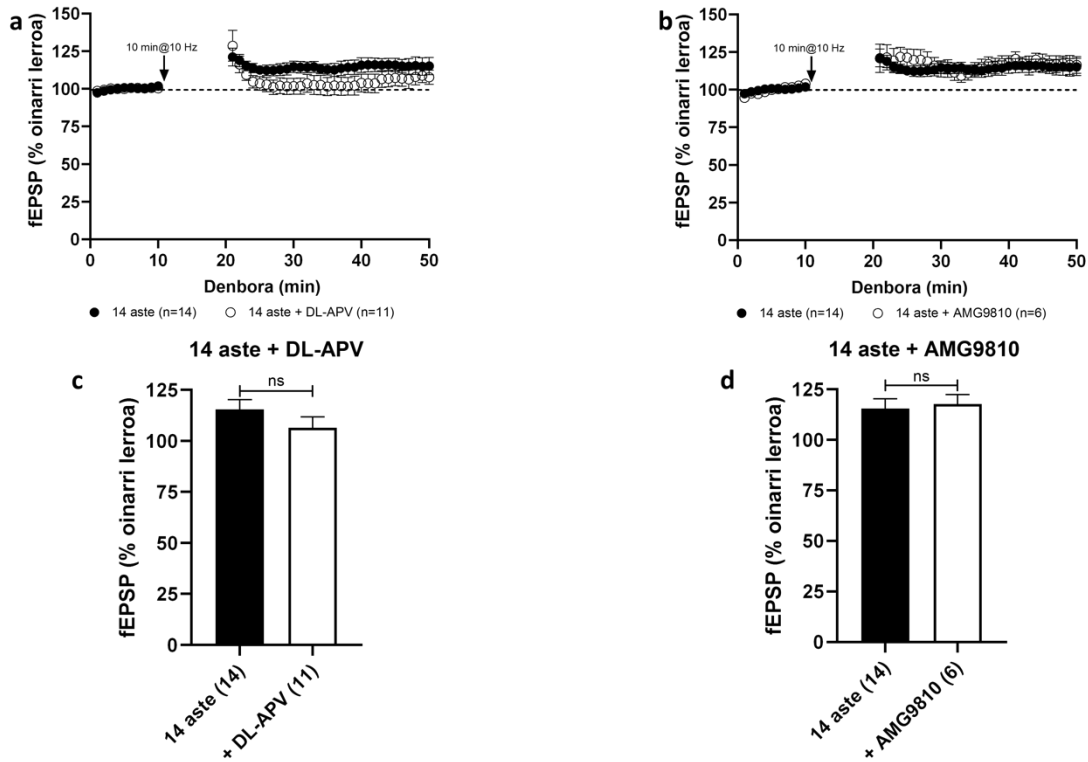 a
10 min@10 Hz
fEPSP (% oinarri lerroa)
150
125
100
75
50
25
0
0 10 20 30 40 50
Denbora (min)
14 aste (n=14) 14 aste + DL-APV (n=11)
b
10 min@10 Hz
fEPSP (% oinarri lerroa)
150
125
100
75
50
25
0
0 10 20 30 40 50
Denbora (min)
14 aste (n=14) 14 aste + AMG9810 (n=6)
14 aste + DL-APV
c
ns
fEPSP (% oinarri lerroa)
125
100
75
50
25
0
14 aste (14)
+ DL-APV (11)
14 aste + AMG9810
d
ns
fEPSP (% oinarri lerroa)
125
100
75
50
25
0
14 aste (14)
+ AMG9810 (6)